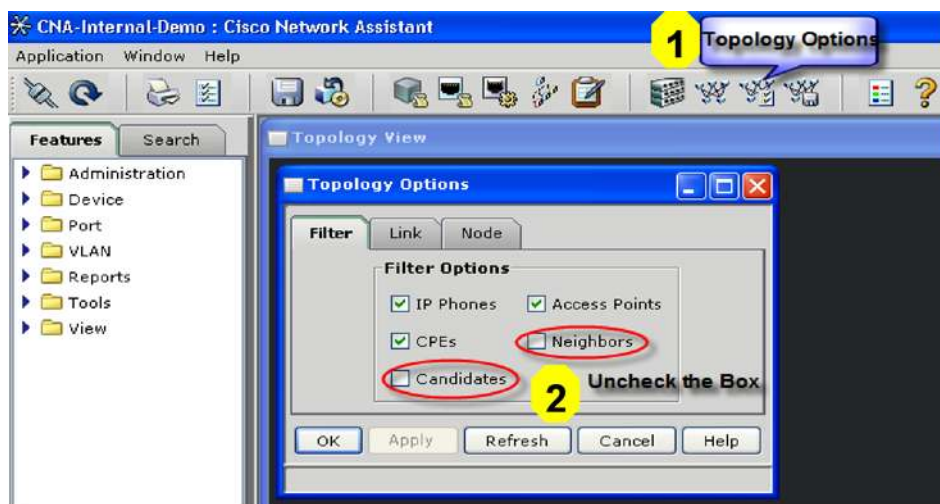 CNA-Internal-Demo : Cisco Network Assistant
1 Topology Options
Application Window Help
Features Search
Administration
Device
Port
VLAN
Reports
Tools
View
Topology View
Topology Options
Filter Link Node
Filter Options
IP Phones Access Points
CPEs Neighbors
Candidates
2 Uncheck the Box
OK Apply Refresh Cancel Help